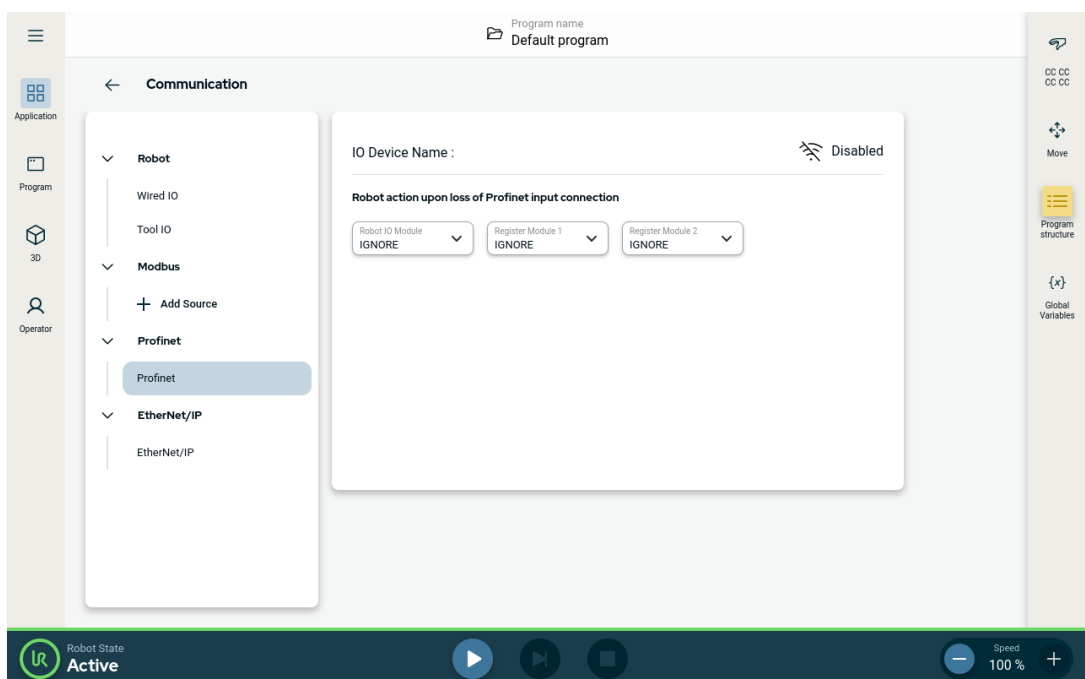 Program name
Default program
Application
Program
3D
Operator
Communication
Robot
Wired IO
Tool IO
Modbus
Add Source
Profinet
Profinet
EtherNet/IP
EtherNet/IP
IO Device Name :
Disabled
Robot action upon loss of Profinet input connection
Robot IO Module
IGNORE
Register Module 1
IGNORE
Register Module 2
IGNORE
CC CC
CC CC
Move
Program
structure
{x}
Global
Variables
UR
Robot State
Active
Speed
100 %